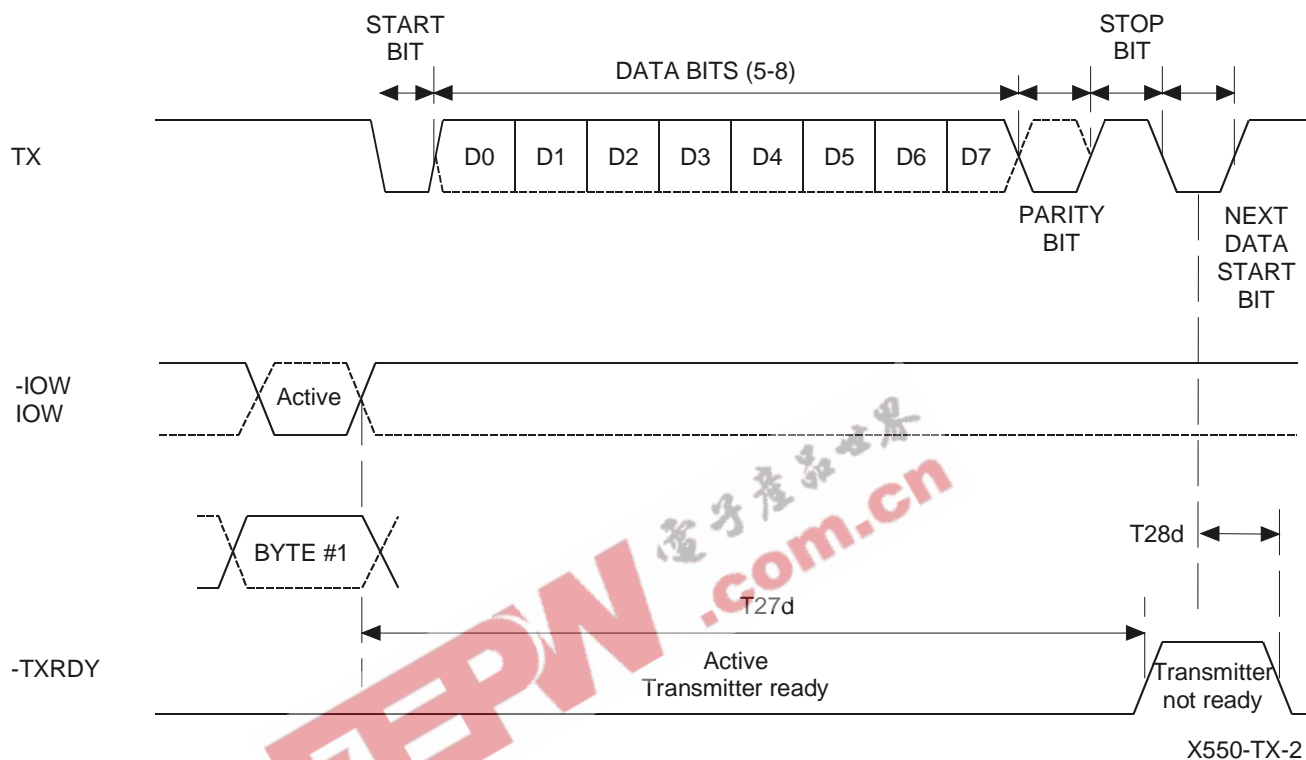 START
BIT
DATA BITS (5-8)
STOP
BIT
TX
D0 D1 D2 D3 D4 D5 D6 D7
PARITY
BIT
NEXT
DATA
START
BIT
-IOW
IOW
Active
BYTE #1
T28d
T27d
-TXRDY
Active
Transmitter ready
Transmitter
not ready
X550-TX-2
電子產品世界
EEPW
.com.cn